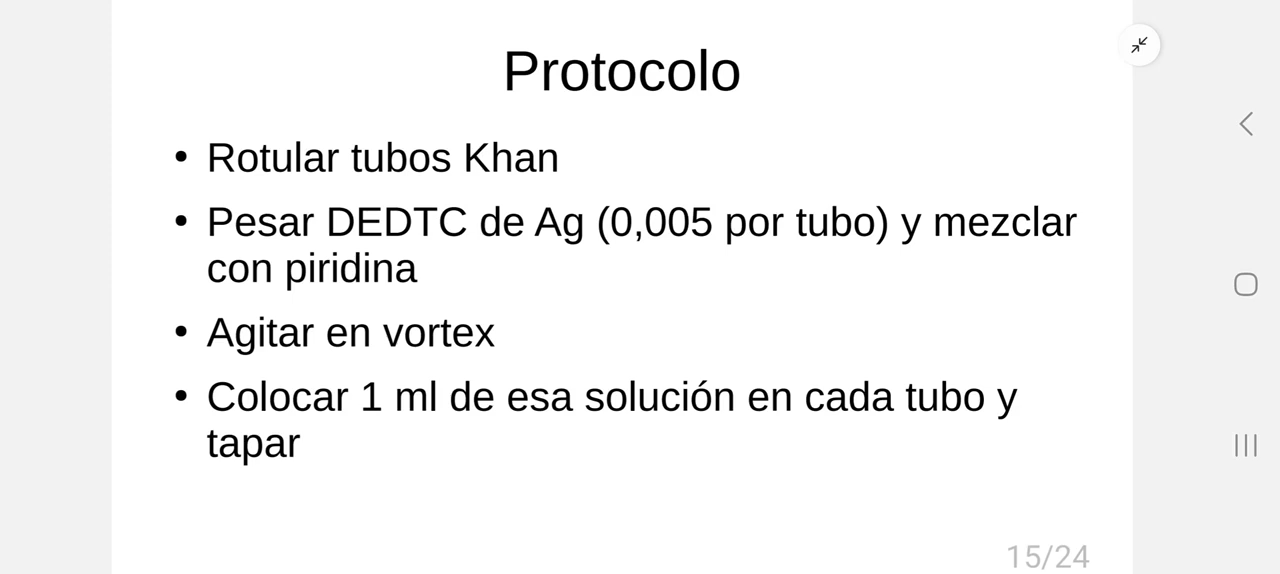 Protocolo
• Rotular tubos Khan
• Pesar DEDTC de Ag (0,005 por tubo) y mezclar
con piridina
• Agitar en vortex
• Colocar 1 ml de esa solución en cada tubo y
tapar
15/24